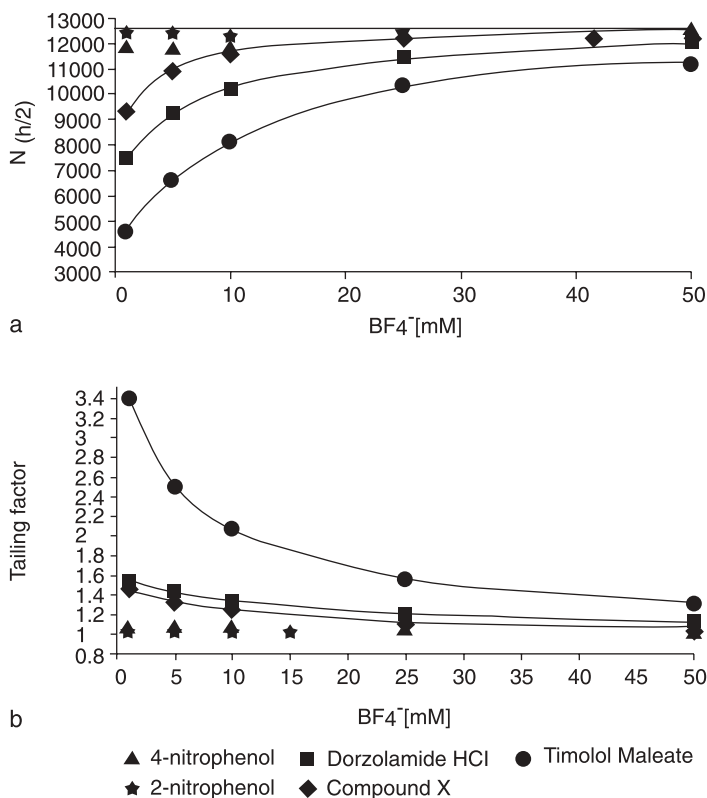 13000
12000
11000
10000
9000
8000
7000
6000
5000
4000
3000
N (h/2)
0 10 20 30 40 50
BF4⁻[mM]
a
3.4
3.2
3
2.8
2.6
2.4
2.2
2
1.8
1.6
1.4
1.2
1
0.8
Tailing factor
0 5 10 15 20 25 30 35 40 45 50
BF4⁻[mM]
b
4-nitrophenol Dorzolamide HCl Timolol Maleate
2-nitrophenol Compound X